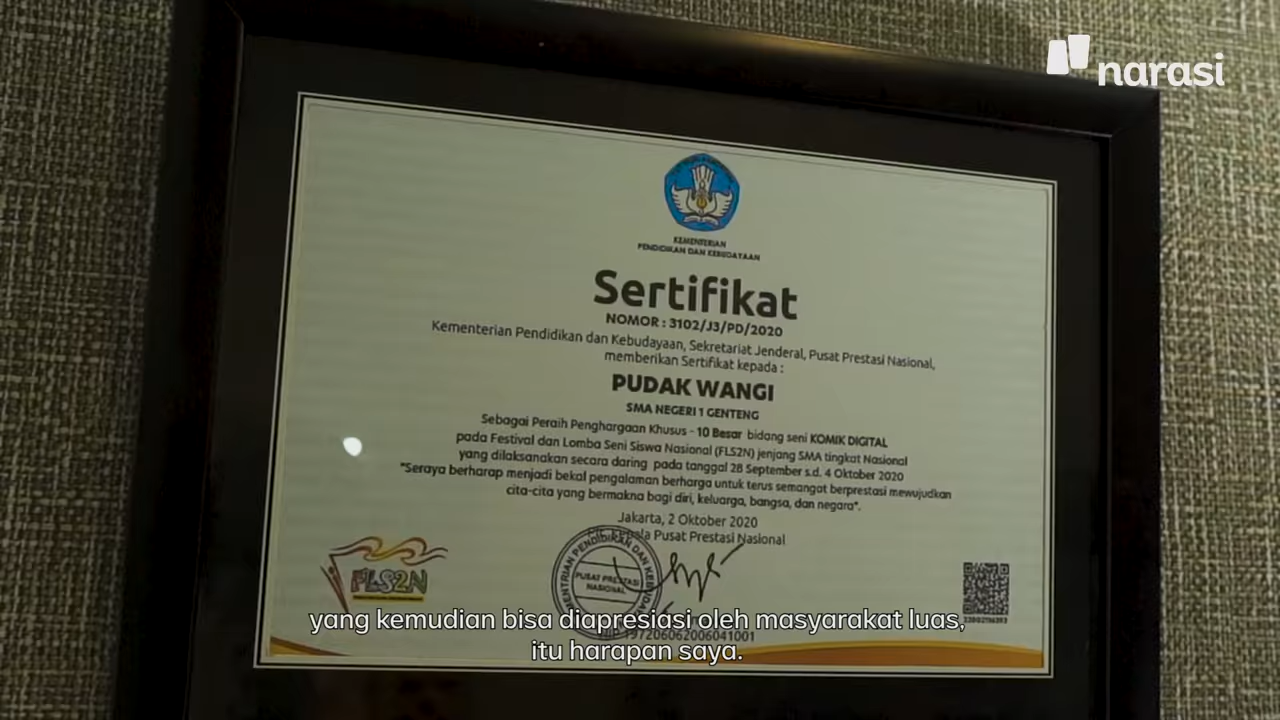 narasi
KEMENTERIAN
PENDIDIKAN DAN KEBUDAYAAN
Sertifikat
NOMOR : 3102/J3/PD/2020
Kementerian Pendidikan dan Kebudayaan, Sekretariat Jenderal, Pusat Prestasi Nasional,
memberikan Sertifikat kepada :
PUDAK WANGI
SMA NEGERI 1 GENTENG
Sebagai Peraih Penghargaan Khusus - 10 Besar bidang seni KOMIK DIGITAL
pada Festival dan Lomba Seni Siswa Nasional (FLS2N) jenjang SMA tingkat Nasional
yang dilaksanakan secara daring pada tanggal 28 September s.d. 4 Oktober 2020
"Seraya berharap menjadi bekal pengalaman berharga untuk terus semangat berprestasi mewujudkan
cita-cita yang bermakna bagi diri, keluarga, bangsa, dan negara".
Jakarta, 2 Oktober 2020
Kepala Pusat Prestasi Nasional
PUSAT PRESTASI
NASIONAL
FLS2N
NIP 197206062006041001
yang kemudian bisa diapresiasi oleh masyarakat luas,
itu harapan saya.